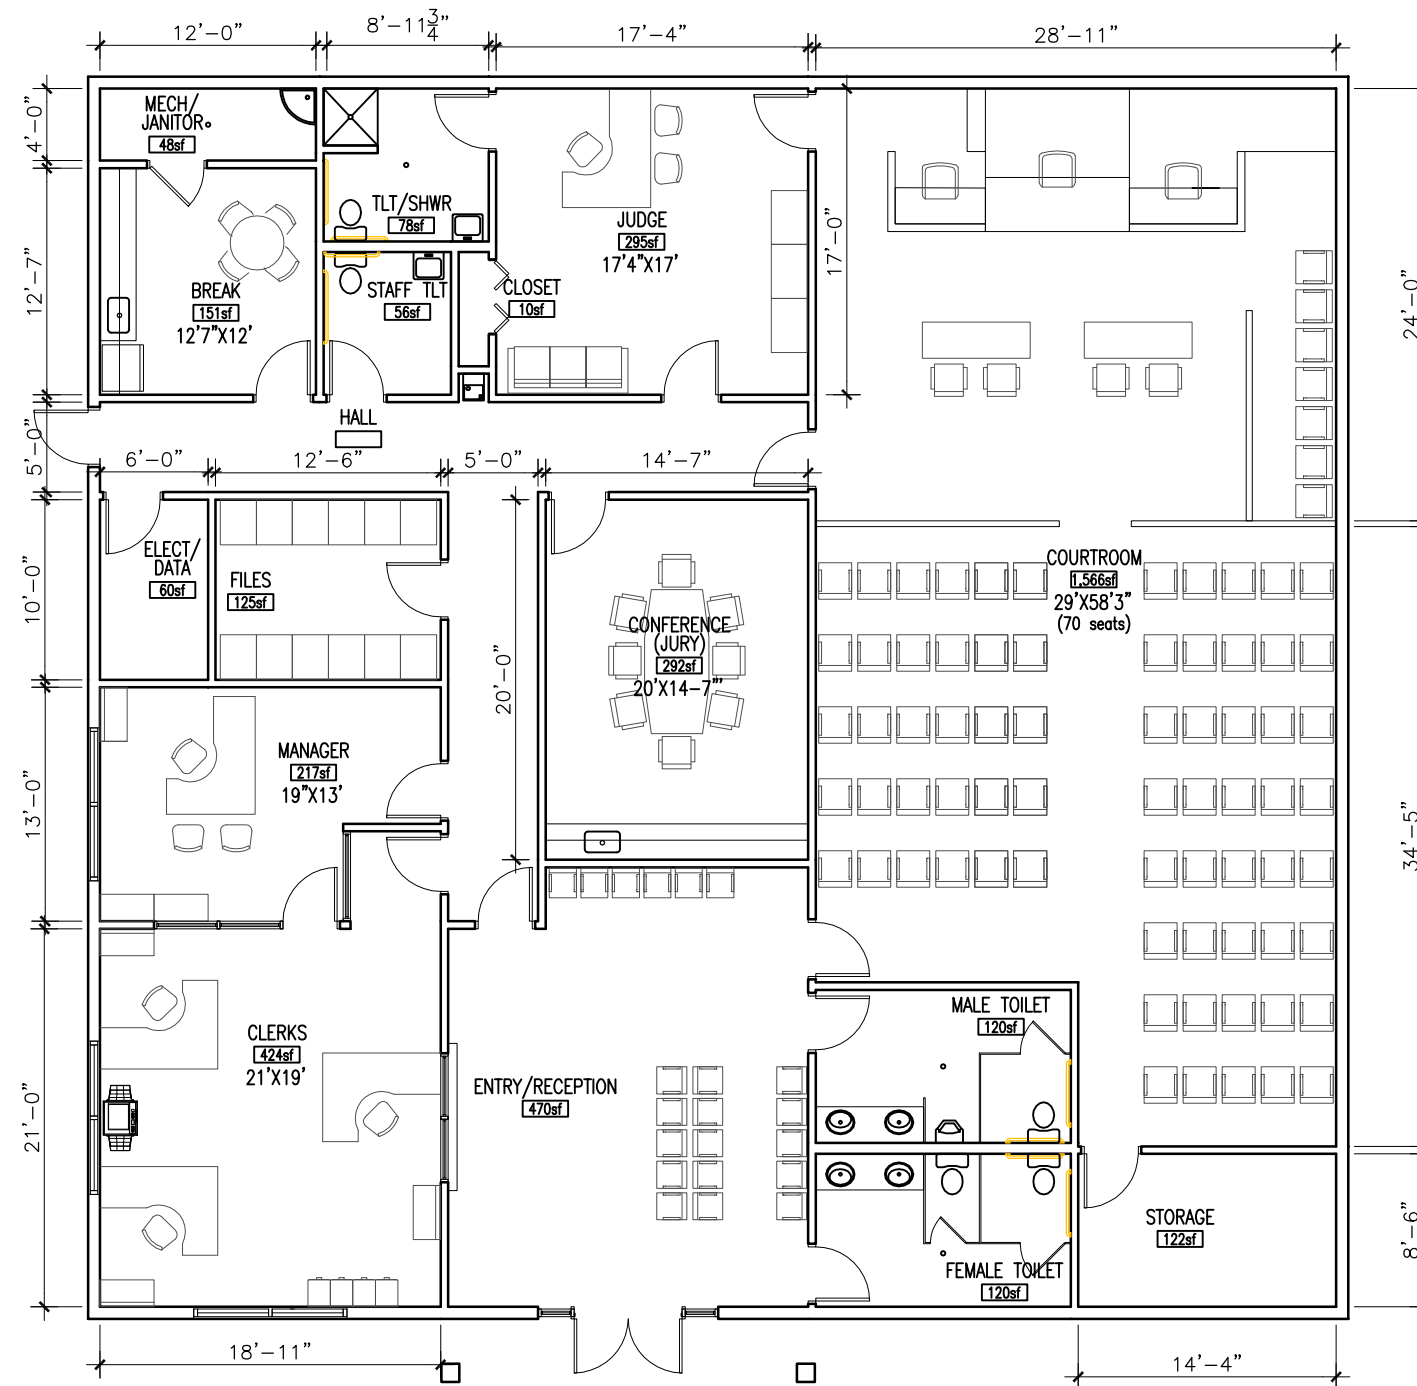 12'-0"
8'-11 3/4"
17'-4"
28'-11"
4'-0"
MECH/
JANITOR
48sf
TLT/SHWR
78sf
JUDGE
295sf
17'4"X17'
17'-0"
12'-7"
BREAK
151sf
12'7"X12'
STAFF TLT
56sf
CLOSET
10sf
24'-0"
HALL
5'-0"
6'-0"
12'-6"
5'-0"
14'-7"
10'-0"
ELECT/
DATA
60sf
FILES
125sf
COURTROOM
1,566sf
29'X58'3"
(70 seats)
CONFERENCE
(JURY)
292sf
20'X14-7"'
20'-0"
13'-0"
MANAGER
217sf
19"X13'
34'-5"
CLERKS
424sf
21'X19'
21'-0"
ENTRY/RECEPTION
470sf
MALE TOILET
120sf
STORAGE
122sf
8'-6"
FEMALE TOILET
120sf
18'-11"
14'-4"